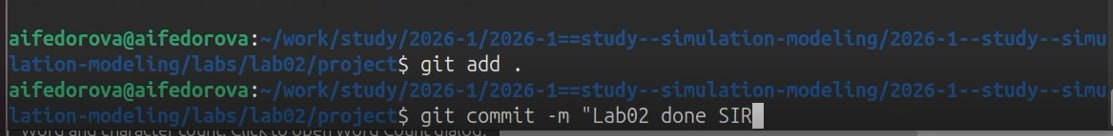 aifedorova@aifedorova:~/work/study/2026-1/2026-1==study--simulation-modeling/2026-1--study--simu
lation-modeling/labs/lab02/project$ git add .
aifedorova@aifedorova:~/work/study/2026-1/2026-1==study--simulation-modeling/2026-1--study--simu
lation-modeling/labs/lab02/project$ git commit -m "Lab02 done SIR
Word and character count. Click to open Word Count dialog.